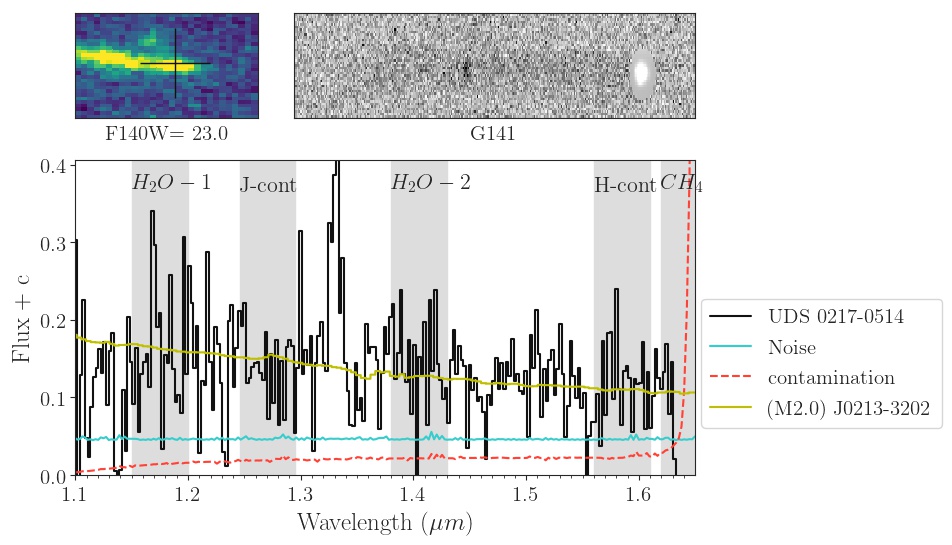 F140W= 23.0
G141
H₂O − 1
J-cont
H₂O − 2
H-cont
CH₄
0.4
0.3
0.2
0.1
0.0
Flux + c
1.1
1.2
1.3
1.4
1.5
1.6
Wavelength (μm)
UDS 0217-0514
Noise
contamination
(M2.0) J0213-3202